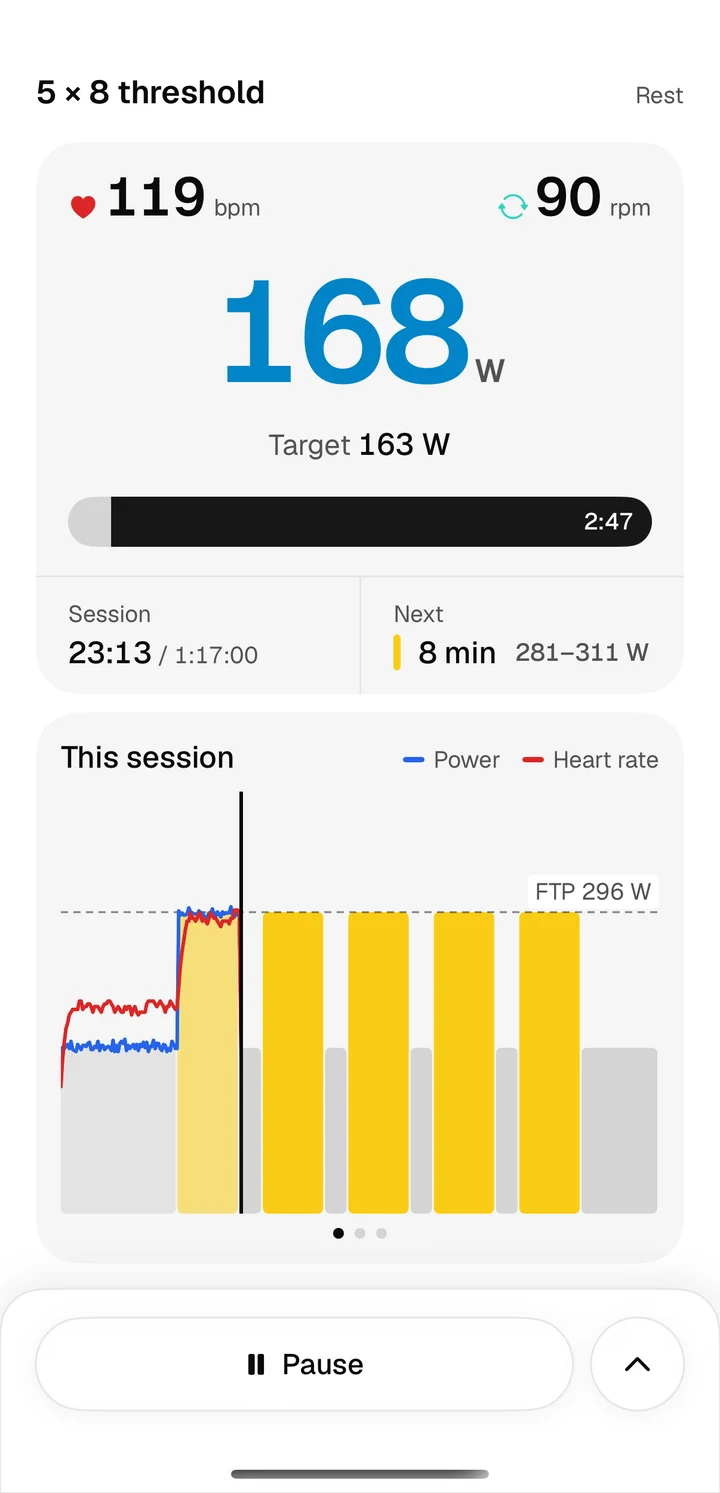 5 × 8 threshold Rest
119 bpm 90 rpm
168 W
Target 163 W
2:47
Session Next
23:13 / 1:17:00 8 min 281–311 W
This session Power Heart rate
FTP 296 W
Pause